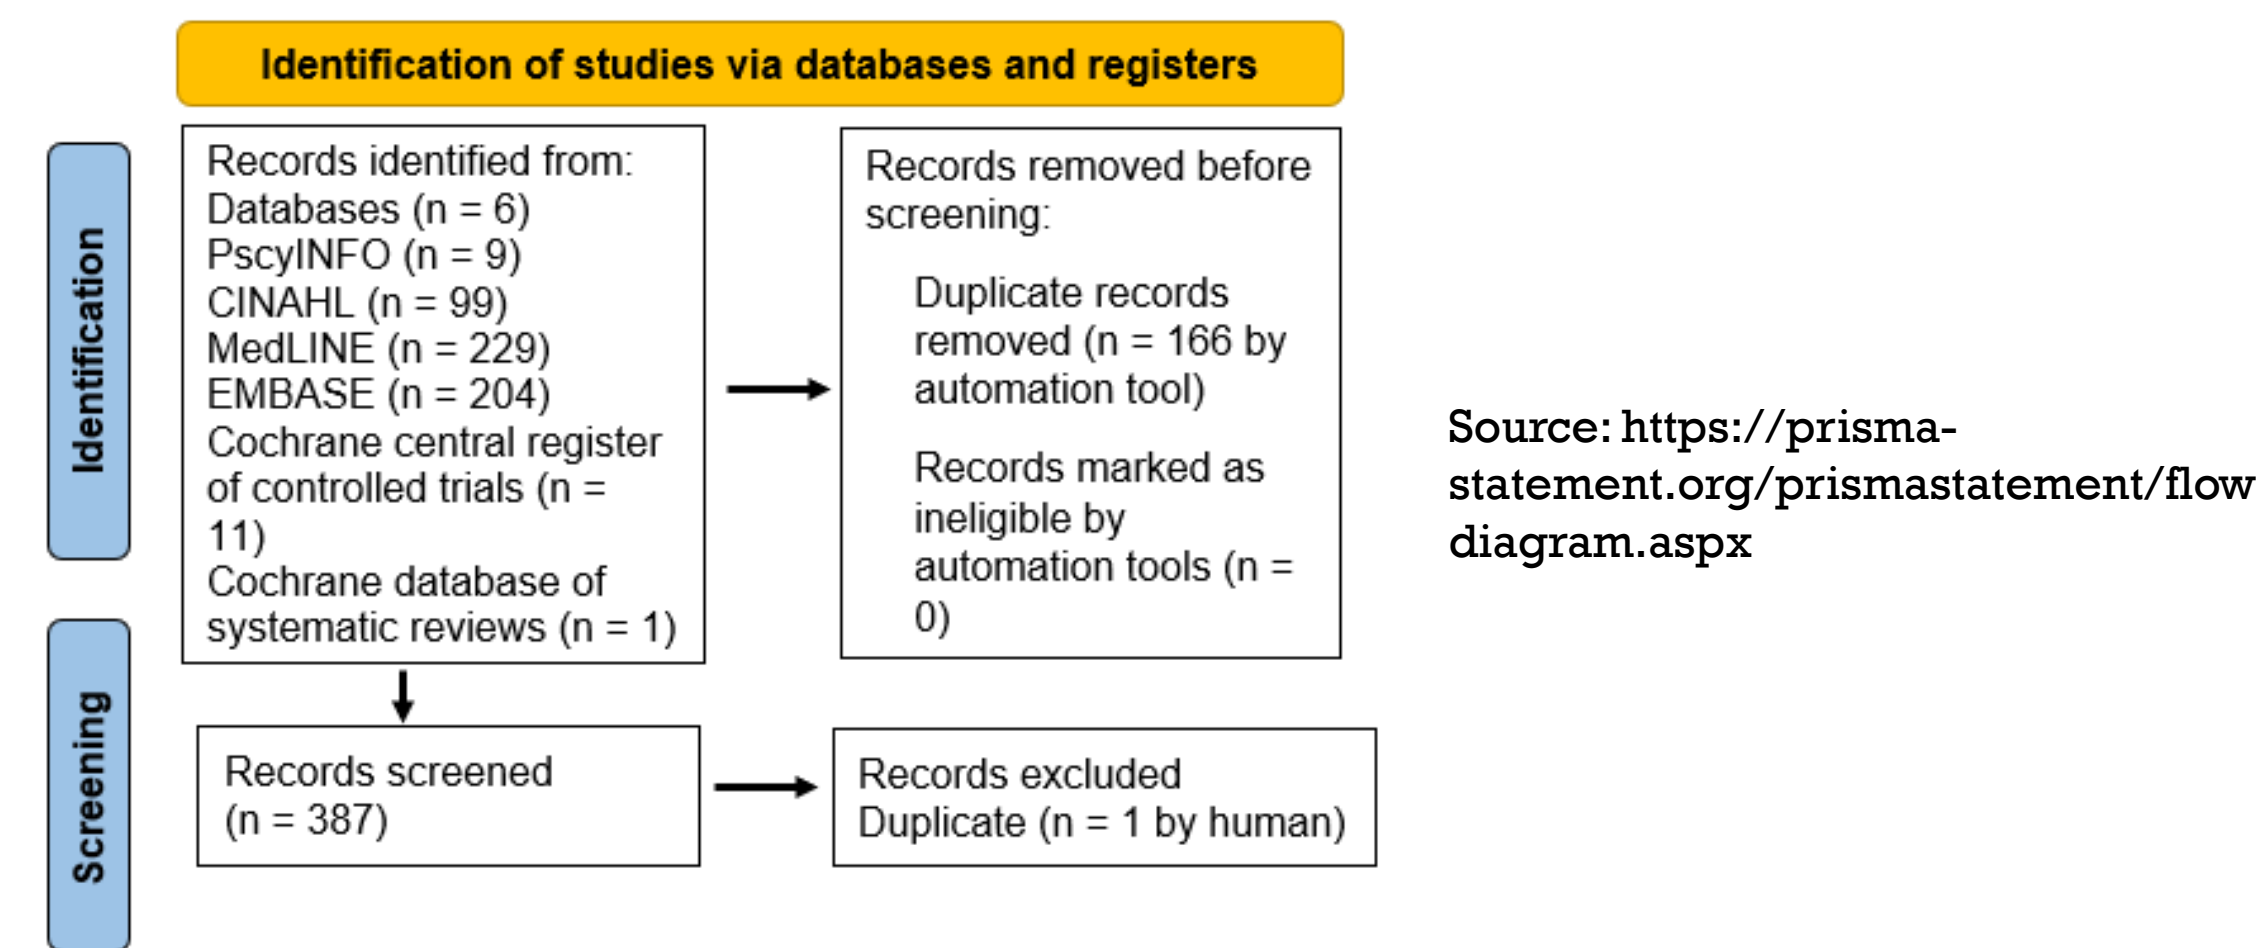 Identification of studies via databases and registers
Identification
Records identified from:
Databases (n = 6)
PscyINFO (n = 9)
CINAHL (n = 99)
MedLINE (n = 229)
EMBASE (n = 204)
Cochrane central register
of controlled trials (n =
11)
Cochrane database of
systematic reviews (n = 1)
Records removed before
screening:
Duplicate records
removed (n = 166 by
automation tool)
Records marked as
ineligible by
automation tools (n =
0)
Screening
Records screened
(n = 387)
Records excluded
Duplicate (n = 1 by human)
Source: https://prisma-
statement.org/prismastatement/flow
diagram.aspx